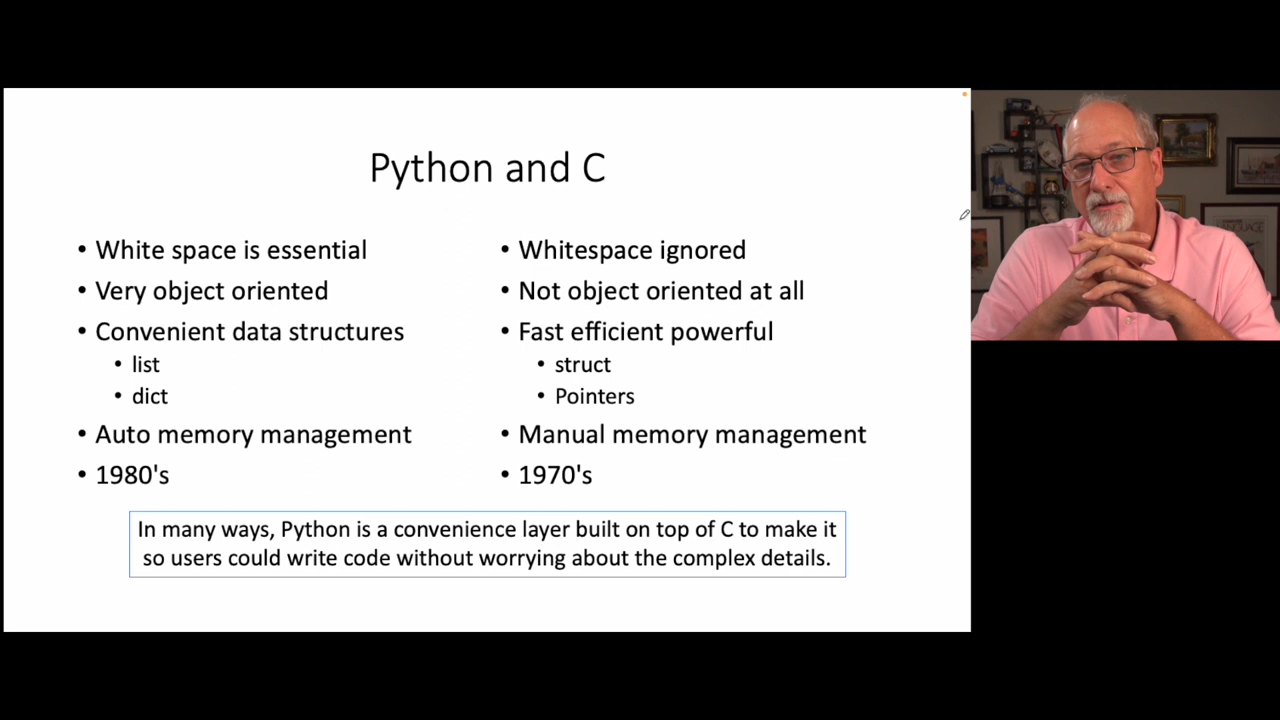 Python and C
• White space is essential
• Very object oriented
• Convenient data structures
• list
• dict
• Auto memory management
• 1980's
• Whitespace ignored
• Not object oriented at all
• Fast efficient powerful
• struct
• Pointers
• Manual memory management
• 1970's
In many ways, Python is a convenience layer built on top of C to make it
so users could write code without worrying about the complex details.
LANGUAGE